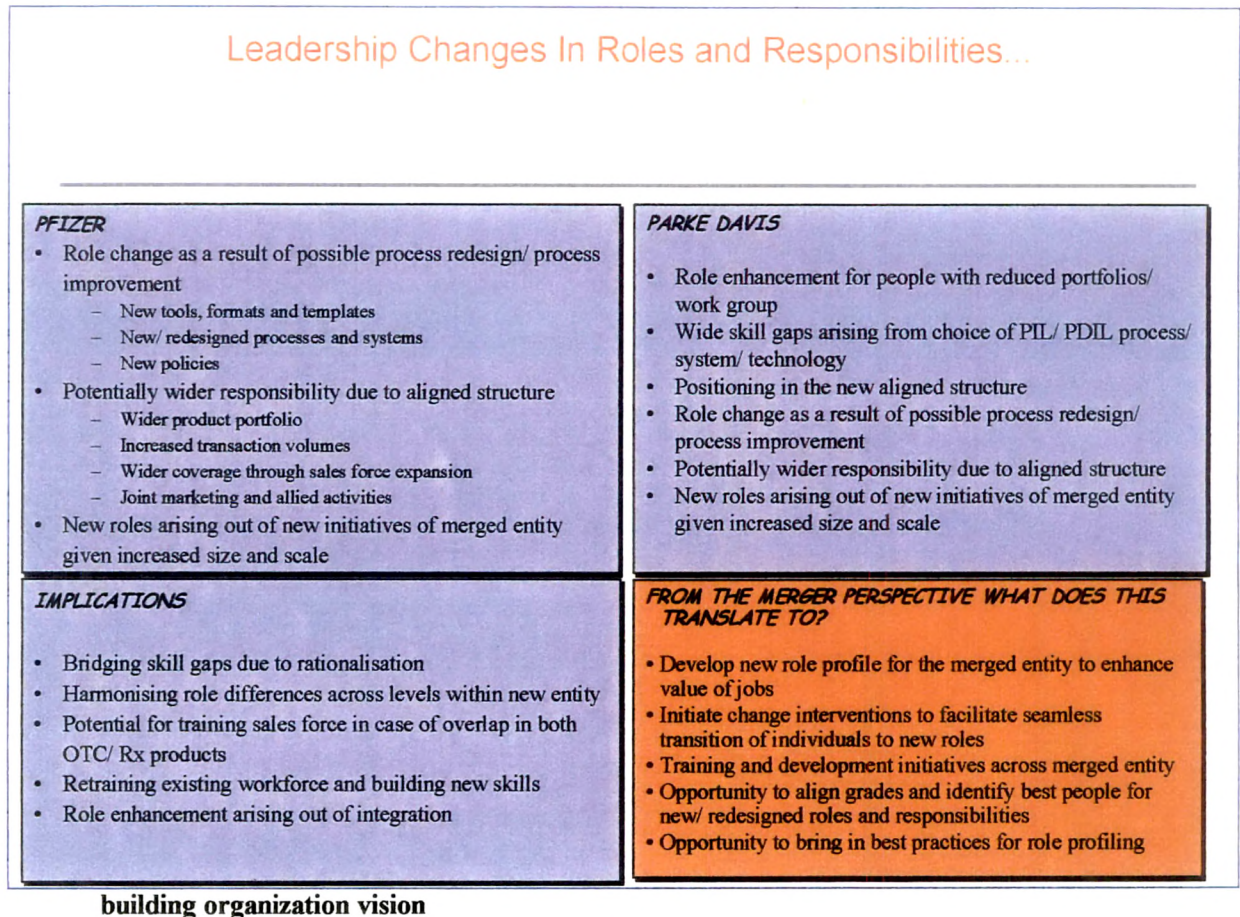 Leadership Changes In Roles and Responsibilities...
PFIZER
• Role change as a result of possible process redesign/ process
improvement
– New tools, formats and templates
– New/ redesigned processes and systems
– New policies
• Potentially wider responsibility due to aligned structure
– Wider product portfolio
– Increased transaction volumes
– Wider coverage through sales force expansion
– Joint marketing and allied activities
• New roles arising out of new initiatives of merged entity
given increased size and scale
PARKE DAVIS
• Role enhancement for people with reduced portfolios/
work group
• Wide skill gaps arising from choice of PIL/ PDIL process/
system/ technology
• Positioning in the new aligned structure
• Role change as a result of possible process redesign/
process improvement
• Potentially wider responsibility due to aligned structure
• New roles arising out of new initiatives of merged entity
given increased size and scale
IMPLICATIONS
• Bridging skill gaps due to rationalisation
• Harmonising role differences across levels within new entity
• Potential for training sales force in case of overlap in both
OTC/ Rx products
• Retraining existing workforce and building new skills
• Role enhancement arising out of integration
FROM THE MERGER PERSPECTIVE WHAT DOES THIS
TRANSLATE TO?
• Develop new role profile for the merged entity to enhance
value of jobs
• Initiate change interventions to facilitate seamless
transition of individuals to new roles
• Training and development initiatives across merged entity
• Opportunity to align grades and identify best people for
new/ redesigned roles and responsibilities
• Opportunity to bring in best practices for role profiling
building organization vision